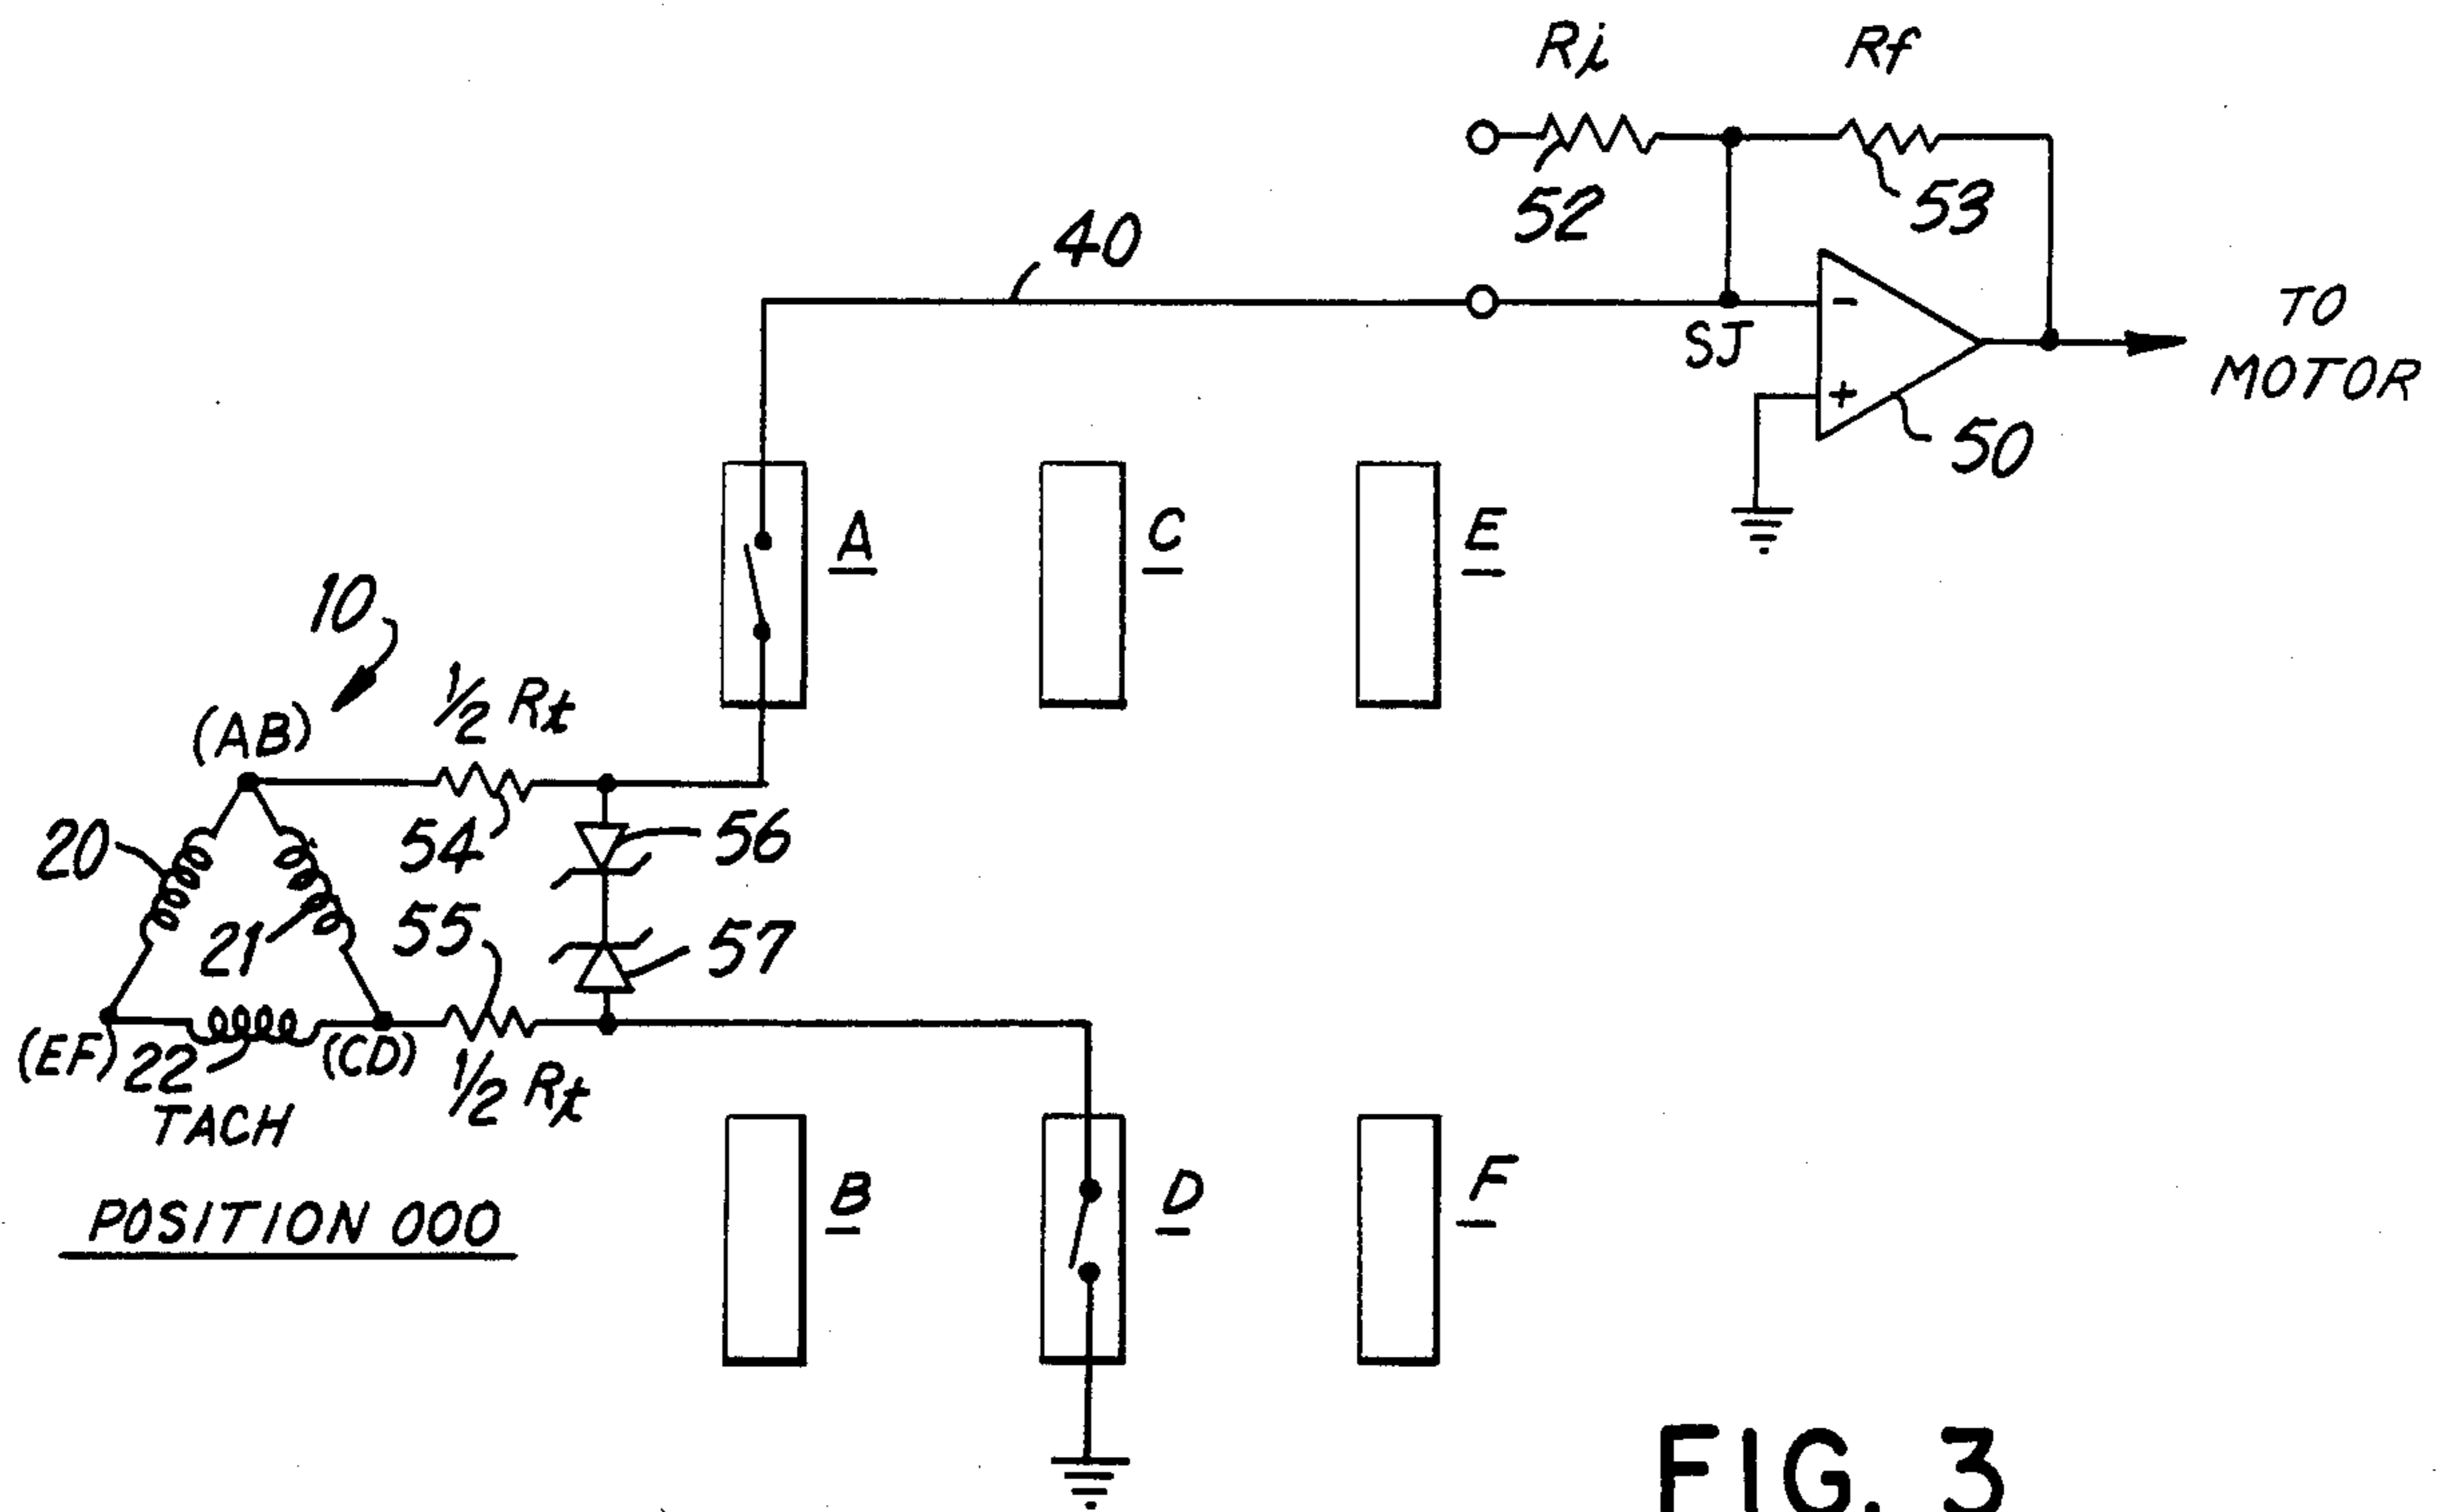 Ri
Rf
52
53
40
SJ
-
+
TO
MOTOR
50
A
C
E
10
(AB)
1/2 Rt
20
54
56
21
55
57
(EF)
22
(CD)
1/2 Rt
TACH
POSITION 000
B
D
F
FIG. 3